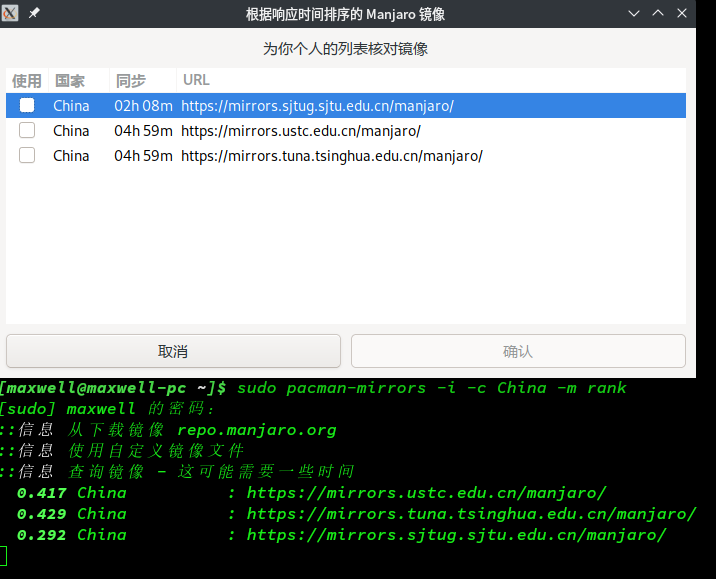 根据响应时间排序的 Manjaro 镜像
为你个人的列表核对镜像
使用 国家 同步 URL
China 02h 08m https://mirrors.sjtug.sjtu.edu.cn/manjaro/
China 04h 59m https://mirrors.ustc.edu.cn/manjaro/
China 04h 59m https://mirrors.tuna.tsinghua.edu.cn/manjaro/
取消 确认
[maxwell@maxwell-pc ~]$ sudo pacman-mirrors -i -c China -m rank
[sudo] maxwell 的密码：
::信息 从下载镜像 repo.manjaro.org
::信息 使用自定义镜像文件
::信息 查询镜像 - 这可能需要一些时间
0.417 China : https://mirrors.ustc.edu.cn/manjaro/
0.429 China : https://mirrors.tuna.tsinghua.edu.cn/manjaro/
0.292 China : https://mirrors.sjtug.sjtu.edu.cn/manjaro/